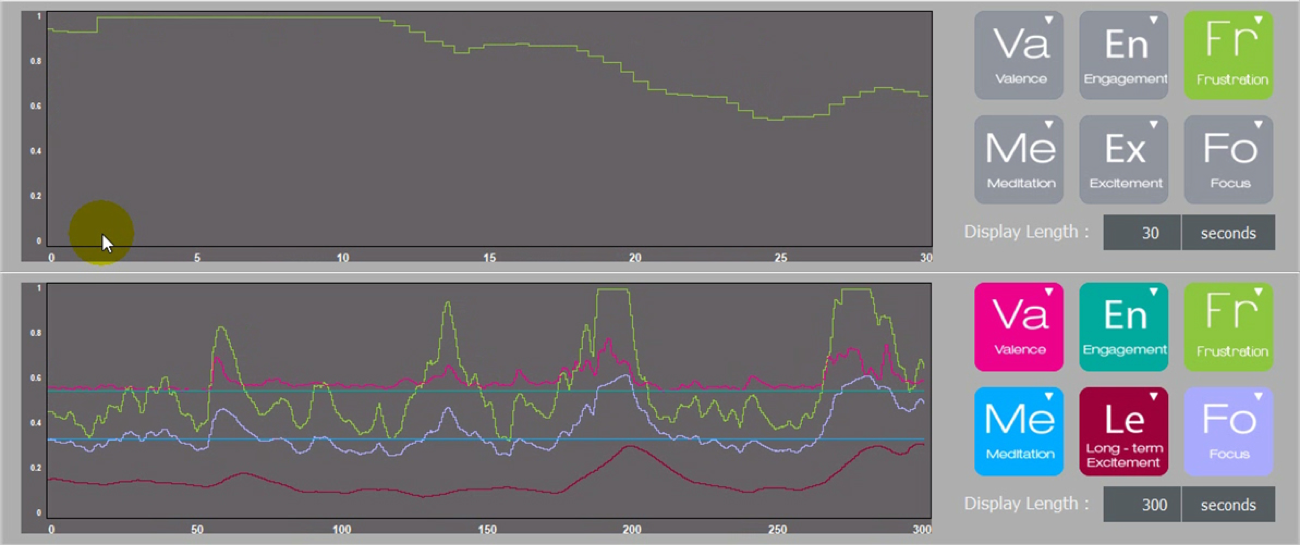 1
0.8
0.6
0.4
0.2
0
0 5 10 15 20 25 30
Va En Fr
Valence Engagement Frustration
Me Ex Fo
Meditation Excitement Focus
Display Length : 30 seconds
1
0.8
0.6
0.4
0.2
0
0 50 100 150 200 250 300
Va En Fr
Valence Engagement Frustration
Me Le Fo
Meditation Long - term Focus
Excitement
Display Length : 300 seconds